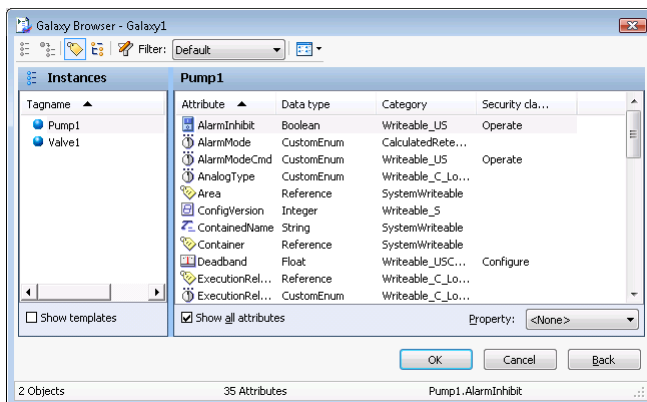 Galaxy Browser - Galaxy1
Filter: Default
Instances
Tagname
Pump1
Valve1
Show templates
Pump1
Attribute Data type Category Security cla...
AlarmInhibit Boolean Writeable_US Operate
AlarmMode CustomEnum CalculatedRete...
AlarmModeCmd CustomEnum Writeable_US Operate
AnalogType CustomEnum Writeable_C_Lo...
Area Reference SystemWriteable
ConfigVersion Integer Writeable_S
ContainedName String SystemWriteable
Container Reference SystemWriteable
Deadband Float Writeable_USC... Configure
ExecutionRel... Reference Writeable_C_Lo...
ExecutionRel... CustomEnum Writeable_C_Lo...
Show all attributes Property: <None>
OK Cancel Back
2 Objects 35 Attributes Pump1.AlarmInhibit